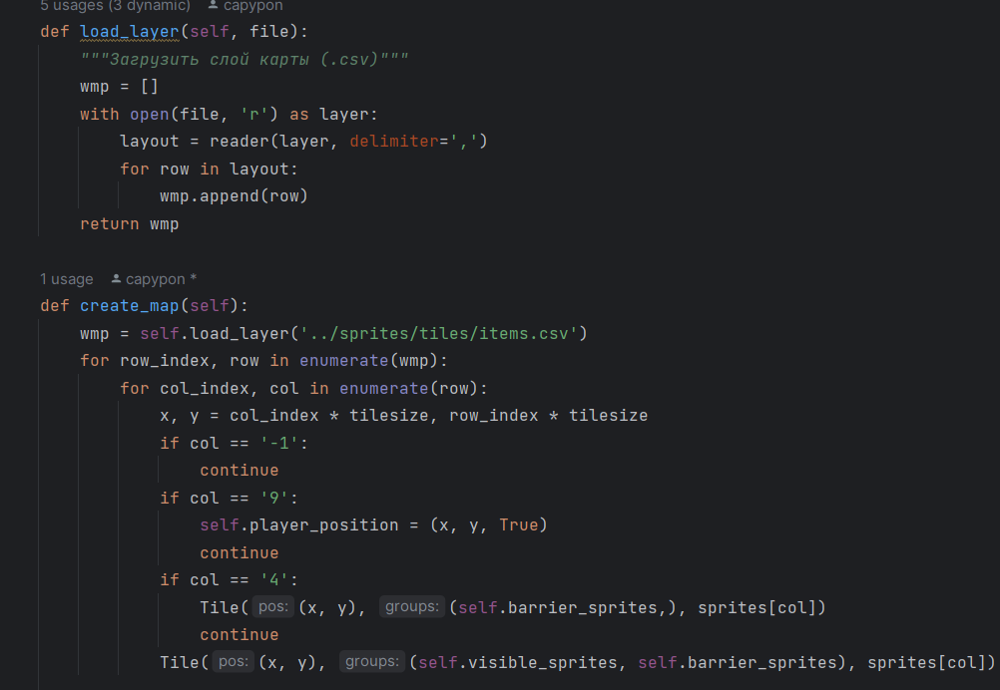 5 usages (3 dynamic) capypon
def load_layer(self, file):
"""Загрузить слой карты (.csv)"""
wmp = []
with open(file, 'r') as layer:
layout = reader(layer, delimiter=',')
for row in layout:
wmp.append(row)
return wmp
1 usage capypon *
def create_map(self):
wmp = self.load_layer('../sprites/tiles/items.csv')
for row_index, row in enumerate(wmp):
for col_index, col in enumerate(row):
x, y = col_index * tilesize, row_index * tilesize
if col == '-1':
continue
if col == '9':
self.player_position = (x, y, True)
continue
if col == '4':
Tile( pos: (x, y), groups: (self.barrier_sprites,), sprites[col])
continue
Tile( pos: (x, y), groups: (self.visible_sprites, self.barrier_sprites), sprites[col])